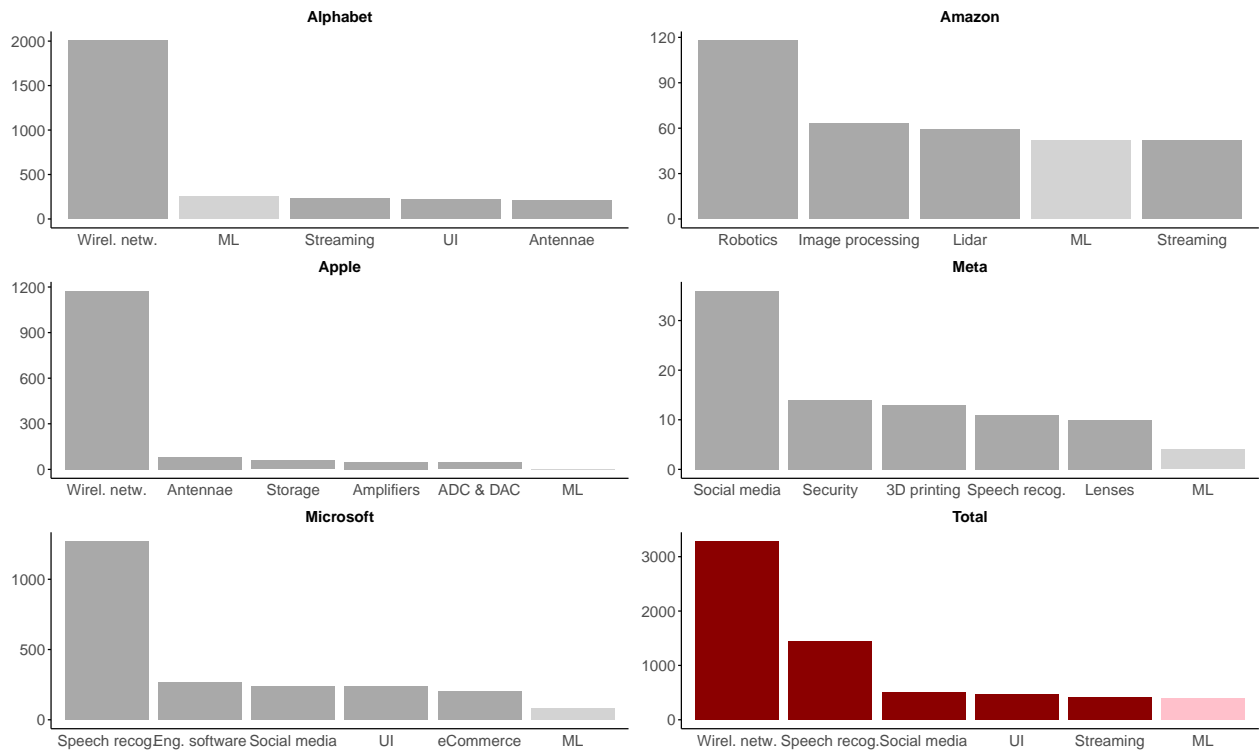 Alphabet
2000
1500
1000
500
0
Wirel. netw. ML Streaming UI Antennae
Amazon
120
90
60
30
0
Robotics Image processing Lidar ML Streaming
Apple
1200
900
600
300
0
Wirel. netw. Antennae Storage Amplifiers ADC & DAC ML
Meta
30
20
10
0
Social media Security 3D printing Speech recog. Lenses ML
Microsoft
1000
500
0
Speech recog. Eng. software Social media UI eCommerce ML
Total
3000
2000
1000
0
Wirel. netw. Speech recog. Social media UI Streaming ML